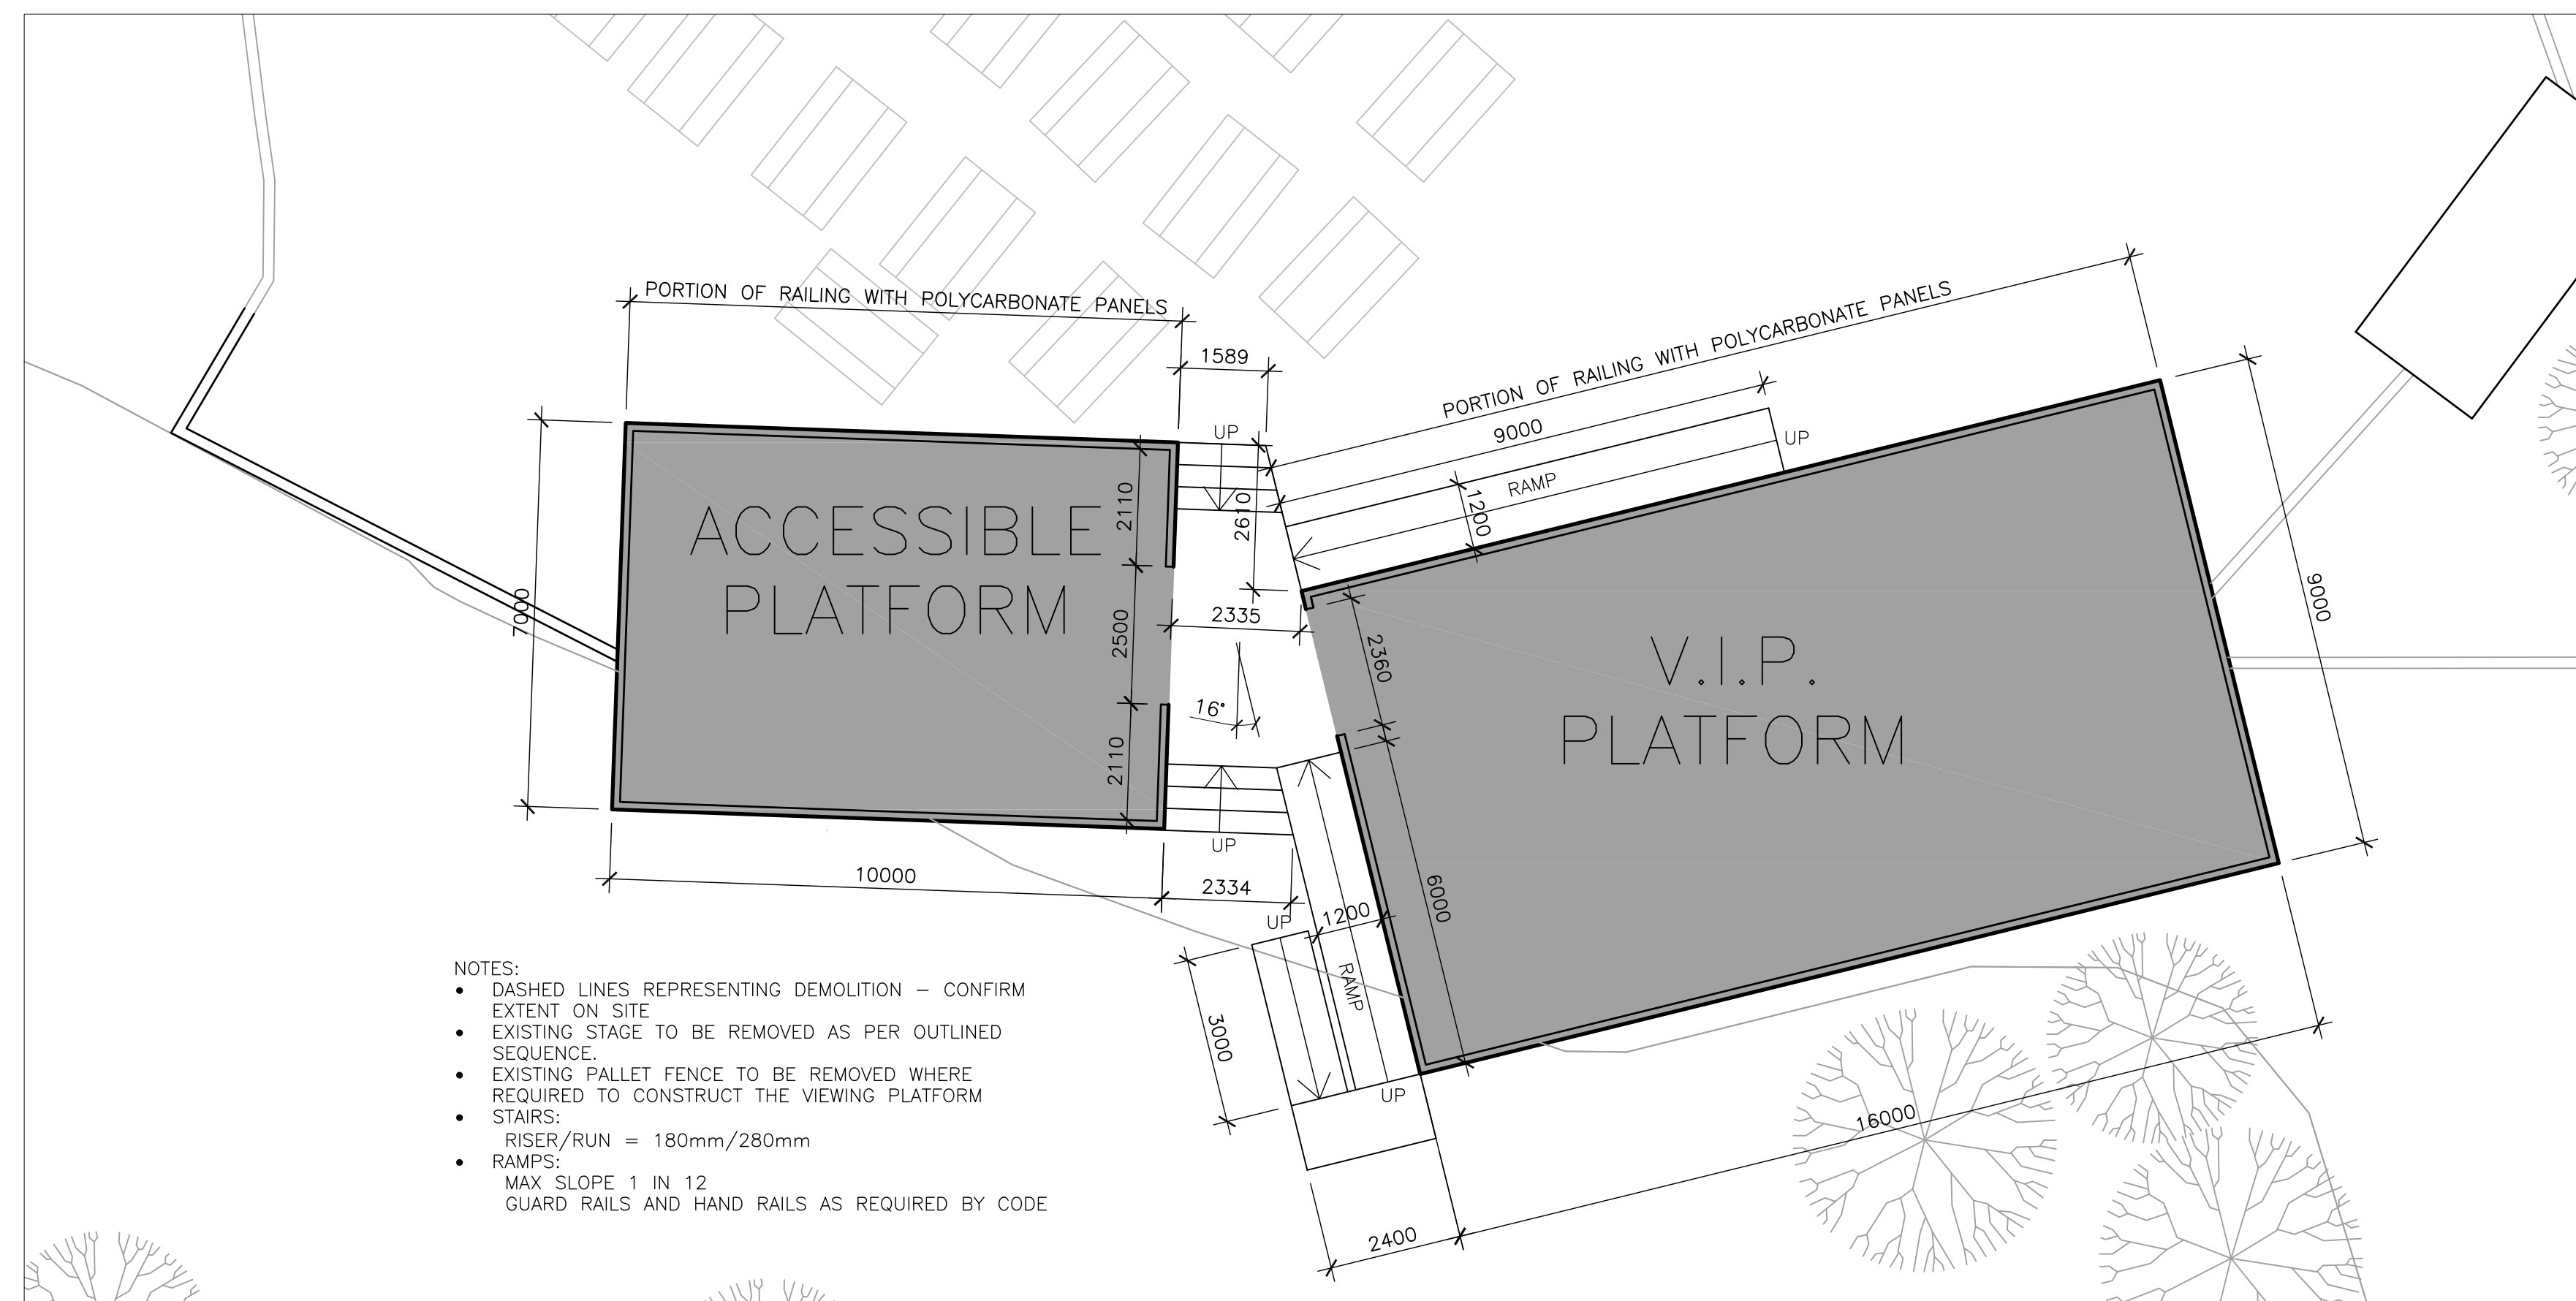 PORTION OF RAILING WITH POLYCARBONATE PANELS
1589
PORTION OF RAILING WITH POLYCARBONATE PANELS
9000
UP
UP
RAMP
1200
2110
2610
ACCESSIBLE
PLATFORM
7000
2500
2335
2360
9000
V.I.P.
PLATFORM
16°
2110
UP
10000
2334
UP
1200
6000
RAMP
3000
UP
16000
2400
NOTES:
• DASHED LINES REPRESENTING DEMOLITION – CONFIRM
EXTENT ON SITE
• EXISTING STAGE TO BE REMOVED AS PER OUTLINED
SEQUENCE.
• EXISTING PALLET FENCE TO BE REMOVED WHERE
REQUIRED TO CONSTRUCT THE VIEWING PLATFORM
• STAIRS:
RISER/RUN = 180mm/280mm
• RAMPS:
MAX SLOPE 1 IN 12
GUARD RAILS AND HAND RAILS AS REQUIRED BY CODE